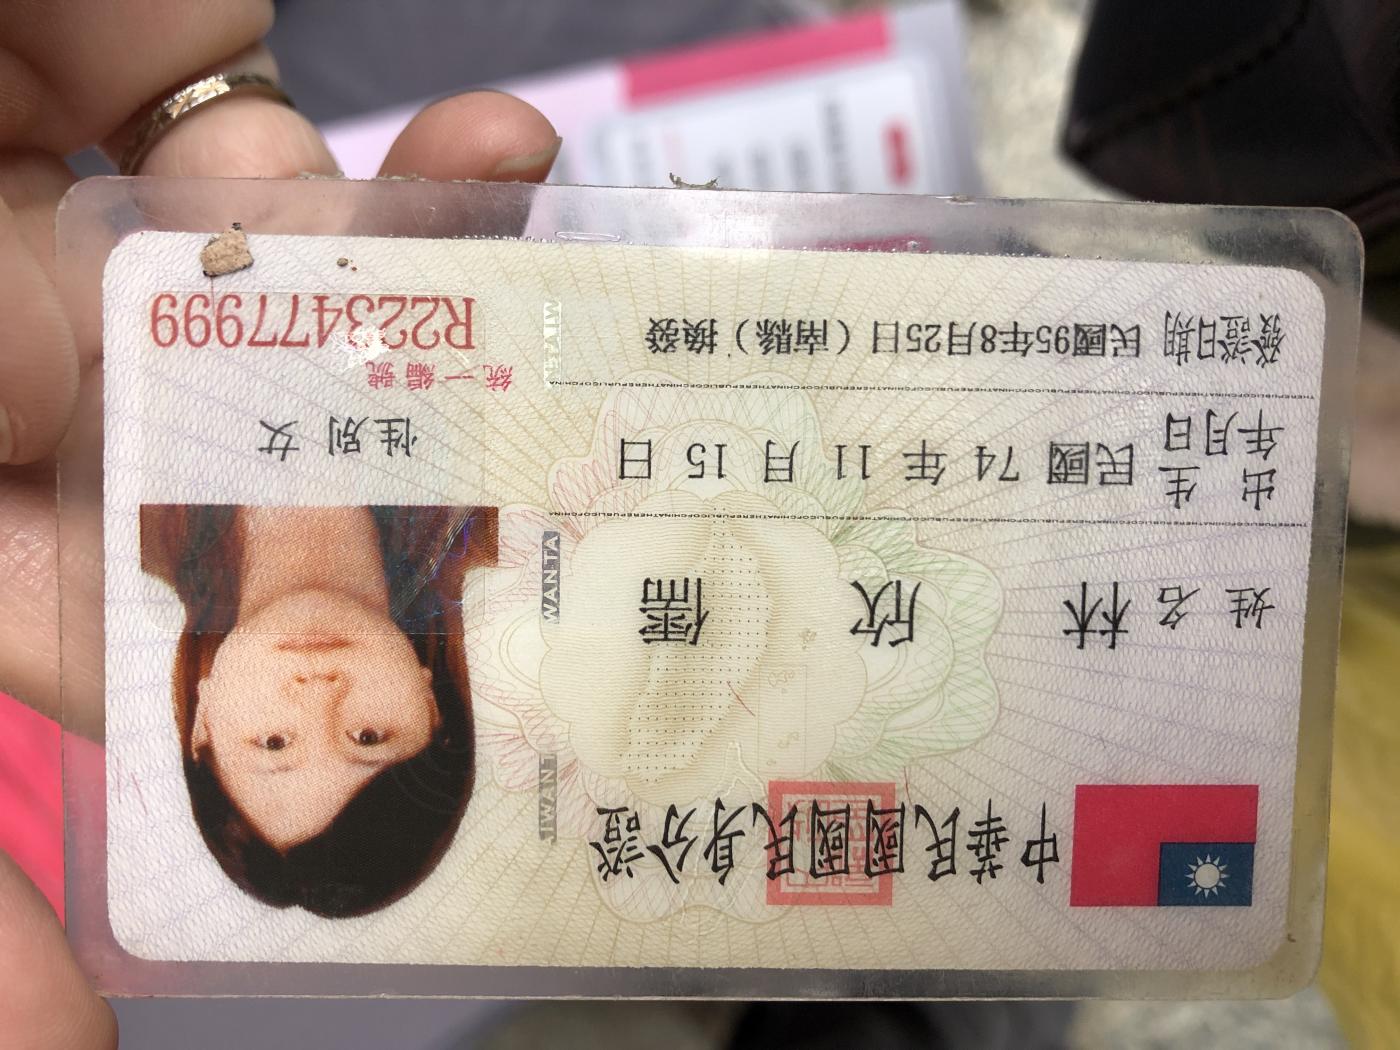 中華民國國民身分證
姓名 林欣儒
出生年月日 民國 74 年 11 月 15 日
性別 女
發證日期 民國95年8月25日（南縣）換發
統一編號
R223477999